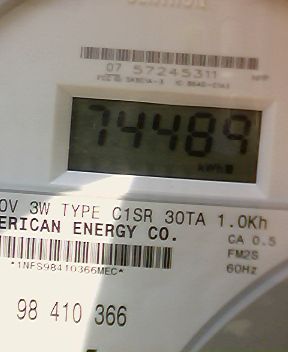 07 57245311
74489
kWh
0V 3W TYPE C1SR 30TA 1.0Kh
ERICAN ENERGY CO.
CA 0.5
FM2S
*1NFS98410366MEC*
60Hz
98 410 366